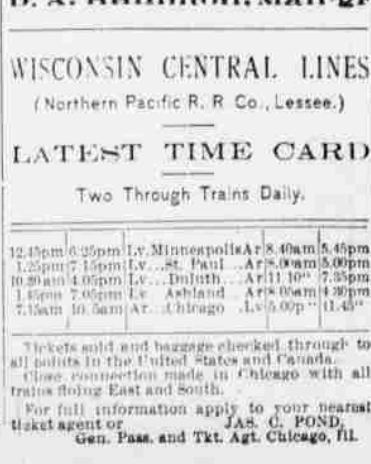 WISCONSIN CENTRAL LINES
(Northern Pacific R. R Co., Lessee.)
LATEST TIME CARD
Two Through Trains Daily.
12.45pm 6.25pm Lv. Minneapolis Ar 8.40am 5.45pm
1.25pm 7.15pm Lv... St. Paul ...Ar 8.00am 5.00pm
10.20am 4.05pm Lv... Duluth ...Ar 11.10" 7.35pm
1.45pm 7.05pm Lv Ashland Ar 8.05am 4.30pm
7.15am 10.5am Ar...Chicago .Lv 5.00p" 11.45"
Tickets sold and baggage checked through to
all points in the United States and Canada.
Close connection made in Chicago with all
trains going East and South.
For full information apply to your nearest
ticket agent or JAS. C. POND,
Gen. Pass. and Tkt. Agt. Chicago, Ill.